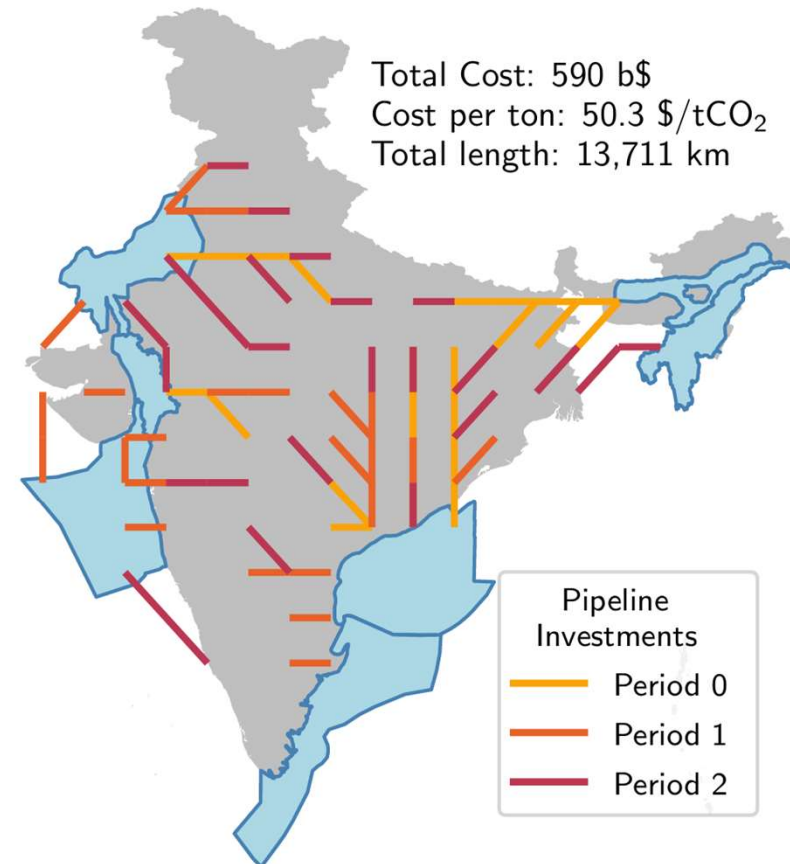 Total Cost: 590 b$
Cost per ton: 50.3 $/tCO₂
Total length: 13,711 km
Pipeline
Investments
Period 0
Period 1
Period 2